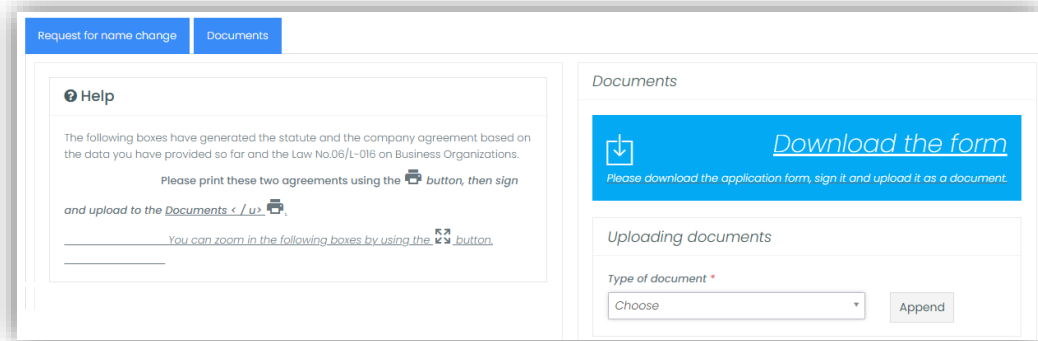 Request for name change
Documents
Help
The following boxes have generated the statute and the company agreement based on
the data you have provided so far and the Law No.06/L-016 on Business Organizations.
Please print these two agreements using the button, then sign
and upload to the Documents < / u> .
You can zoom in the following boxes by using the button.
Documents
Download the form
Please download the application form, sign it and upload it as a document.
Uploading documents
Type of document *
Choose
Append